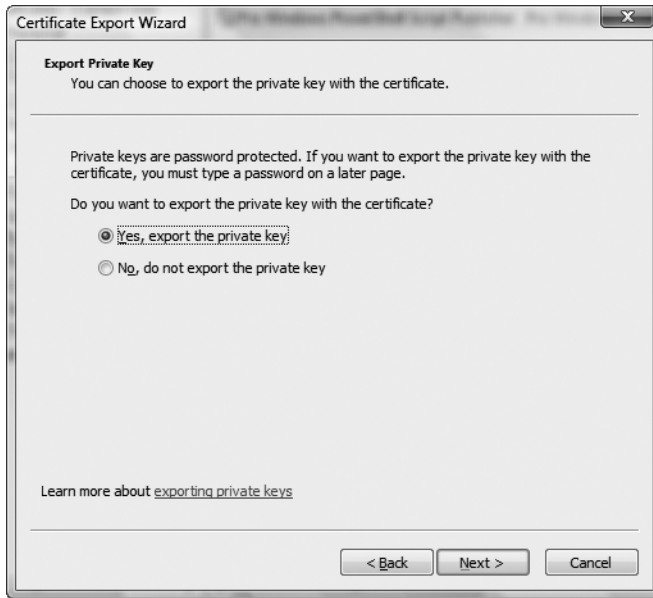 Certificate Export Wizard
Export Private Key
You can choose to export the private key with the certificate.
Private keys are password protected. If you want to export the private key with the
certificate, you must type a password on a later page.
Do you want to export the private key with the certificate?
Yes, export the private key
No, do not export the private key
Learn more about exporting private keys
< Back
Next >
Cancel